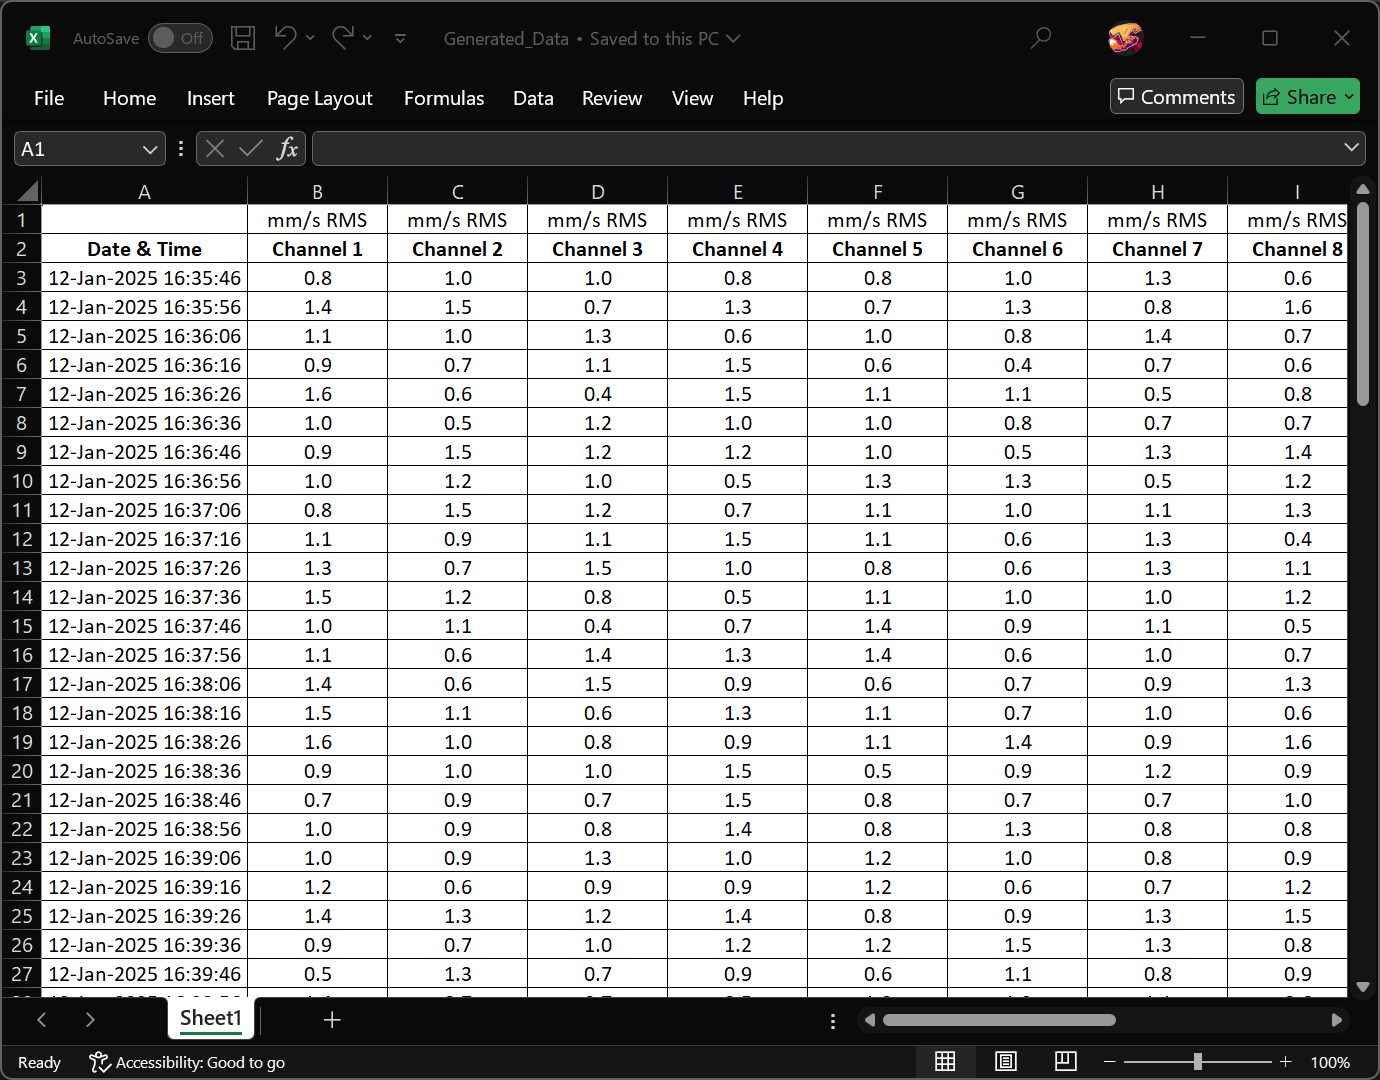 AutoSave Off Generated_Data • Saved to this PC
File Home Insert Page Layout Formulas Data Review View Help Comments Share
A1 fx
A B C D E F G H I
1 mm/s RMS mm/s RMS mm/s RMS mm/s RMS mm/s RMS mm/s RMS mm/s RMS mm/s RMS
2 Date & Time Channel 1 Channel 2 Channel 3 Channel 4 Channel 5 Channel 6 Channel 7 Channel 8
3 12-Jan-2025 16:35:46 0.8 1.0 1.0 0.8 0.8 1.0 1.3 0.6
4 12-Jan-2025 16:35:56 1.4 1.5 0.7 1.3 0.7 1.3 0.8 1.6
5 12-Jan-2025 16:36:06 1.1 1.0 1.3 0.6 1.0 0.8 1.4 0.7
6 12-Jan-2025 16:36:16 0.9 0.7 1.1 1.5 0.6 0.4 0.7 0.6
7 12-Jan-2025 16:36:26 1.6 0.6 0.4 1.5 1.1 1.1 0.5 0.8
8 12-Jan-2025 16:36:36 1.0 0.5 1.2 1.0 1.0 0.8 0.7 0.7
9 12-Jan-2025 16:36:46 0.9 1.5 1.2 1.2 1.0 0.5 1.3 1.4
10 12-Jan-2025 16:36:56 1.0 1.2 1.0 0.5 1.3 1.3 0.5 1.2
11 12-Jan-2025 16:37:06 0.8 1.5 1.2 0.7 1.1 1.0 1.1 1.3
12 12-Jan-2025 16:37:16 1.1 0.9 1.1 1.5 1.1 0.6 1.3 0.4
13 12-Jan-2025 16:37:26 1.3 0.7 1.5 1.0 0.8 0.6 1.3 1.1
14 12-Jan-2025 16:37:36 1.5 1.2 0.8 0.5 1.1 1.0 1.0 1.2
15 12-Jan-2025 16:37:46 1.0 1.1 0.4 0.7 1.4 0.9 1.1 0.5
16 12-Jan-2025 16:37:56 1.1 0.6 1.4 1.3 1.4 0.6 1.0 0.7
17 12-Jan-2025 16:38:06 1.4 0.6 1.5 0.9 0.6 0.7 0.9 1.3
18 12-Jan-2025 16:38:16 1.5 1.1 0.6 1.3 1.1 0.7 1.0 0.6
19 12-Jan-2025 16:38:26 1.6 1.0 0.8 0.9 1.1 1.4 0.9 1.6
20 12-Jan-2025 16:38:36 0.9 1.0 1.0 1.5 0.5 0.9 1.2 0.9
21 12-Jan-2025 16:38:46 0.7 0.9 0.7 1.5 0.8 0.7 0.7 1.0
22 12-Jan-2025 16:38:56 1.0 0.9 0.8 1.4 0.8 1.3 0.8 0.8
23 12-Jan-2025 16:39:06 1.0 0.9 1.3 1.0 1.2 1.0 0.8 0.9
24 12-Jan-2025 16:39:16 1.2 0.6 0.9 0.9 1.2 0.6 0.7 1.2
25 12-Jan-2025 16:39:26 1.4 1.3 1.2 1.4 0.8 0.9 1.3 1.5
26 12-Jan-2025 16:39:36 0.9 0.7 1.0 1.2 1.2 1.5 1.3 0.8
27 12-Jan-2025 16:39:46 0.5 1.3 0.7 0.9 0.6 1.1 0.8 0.9
Sheet1
Ready Accessibility: Good to go 100%